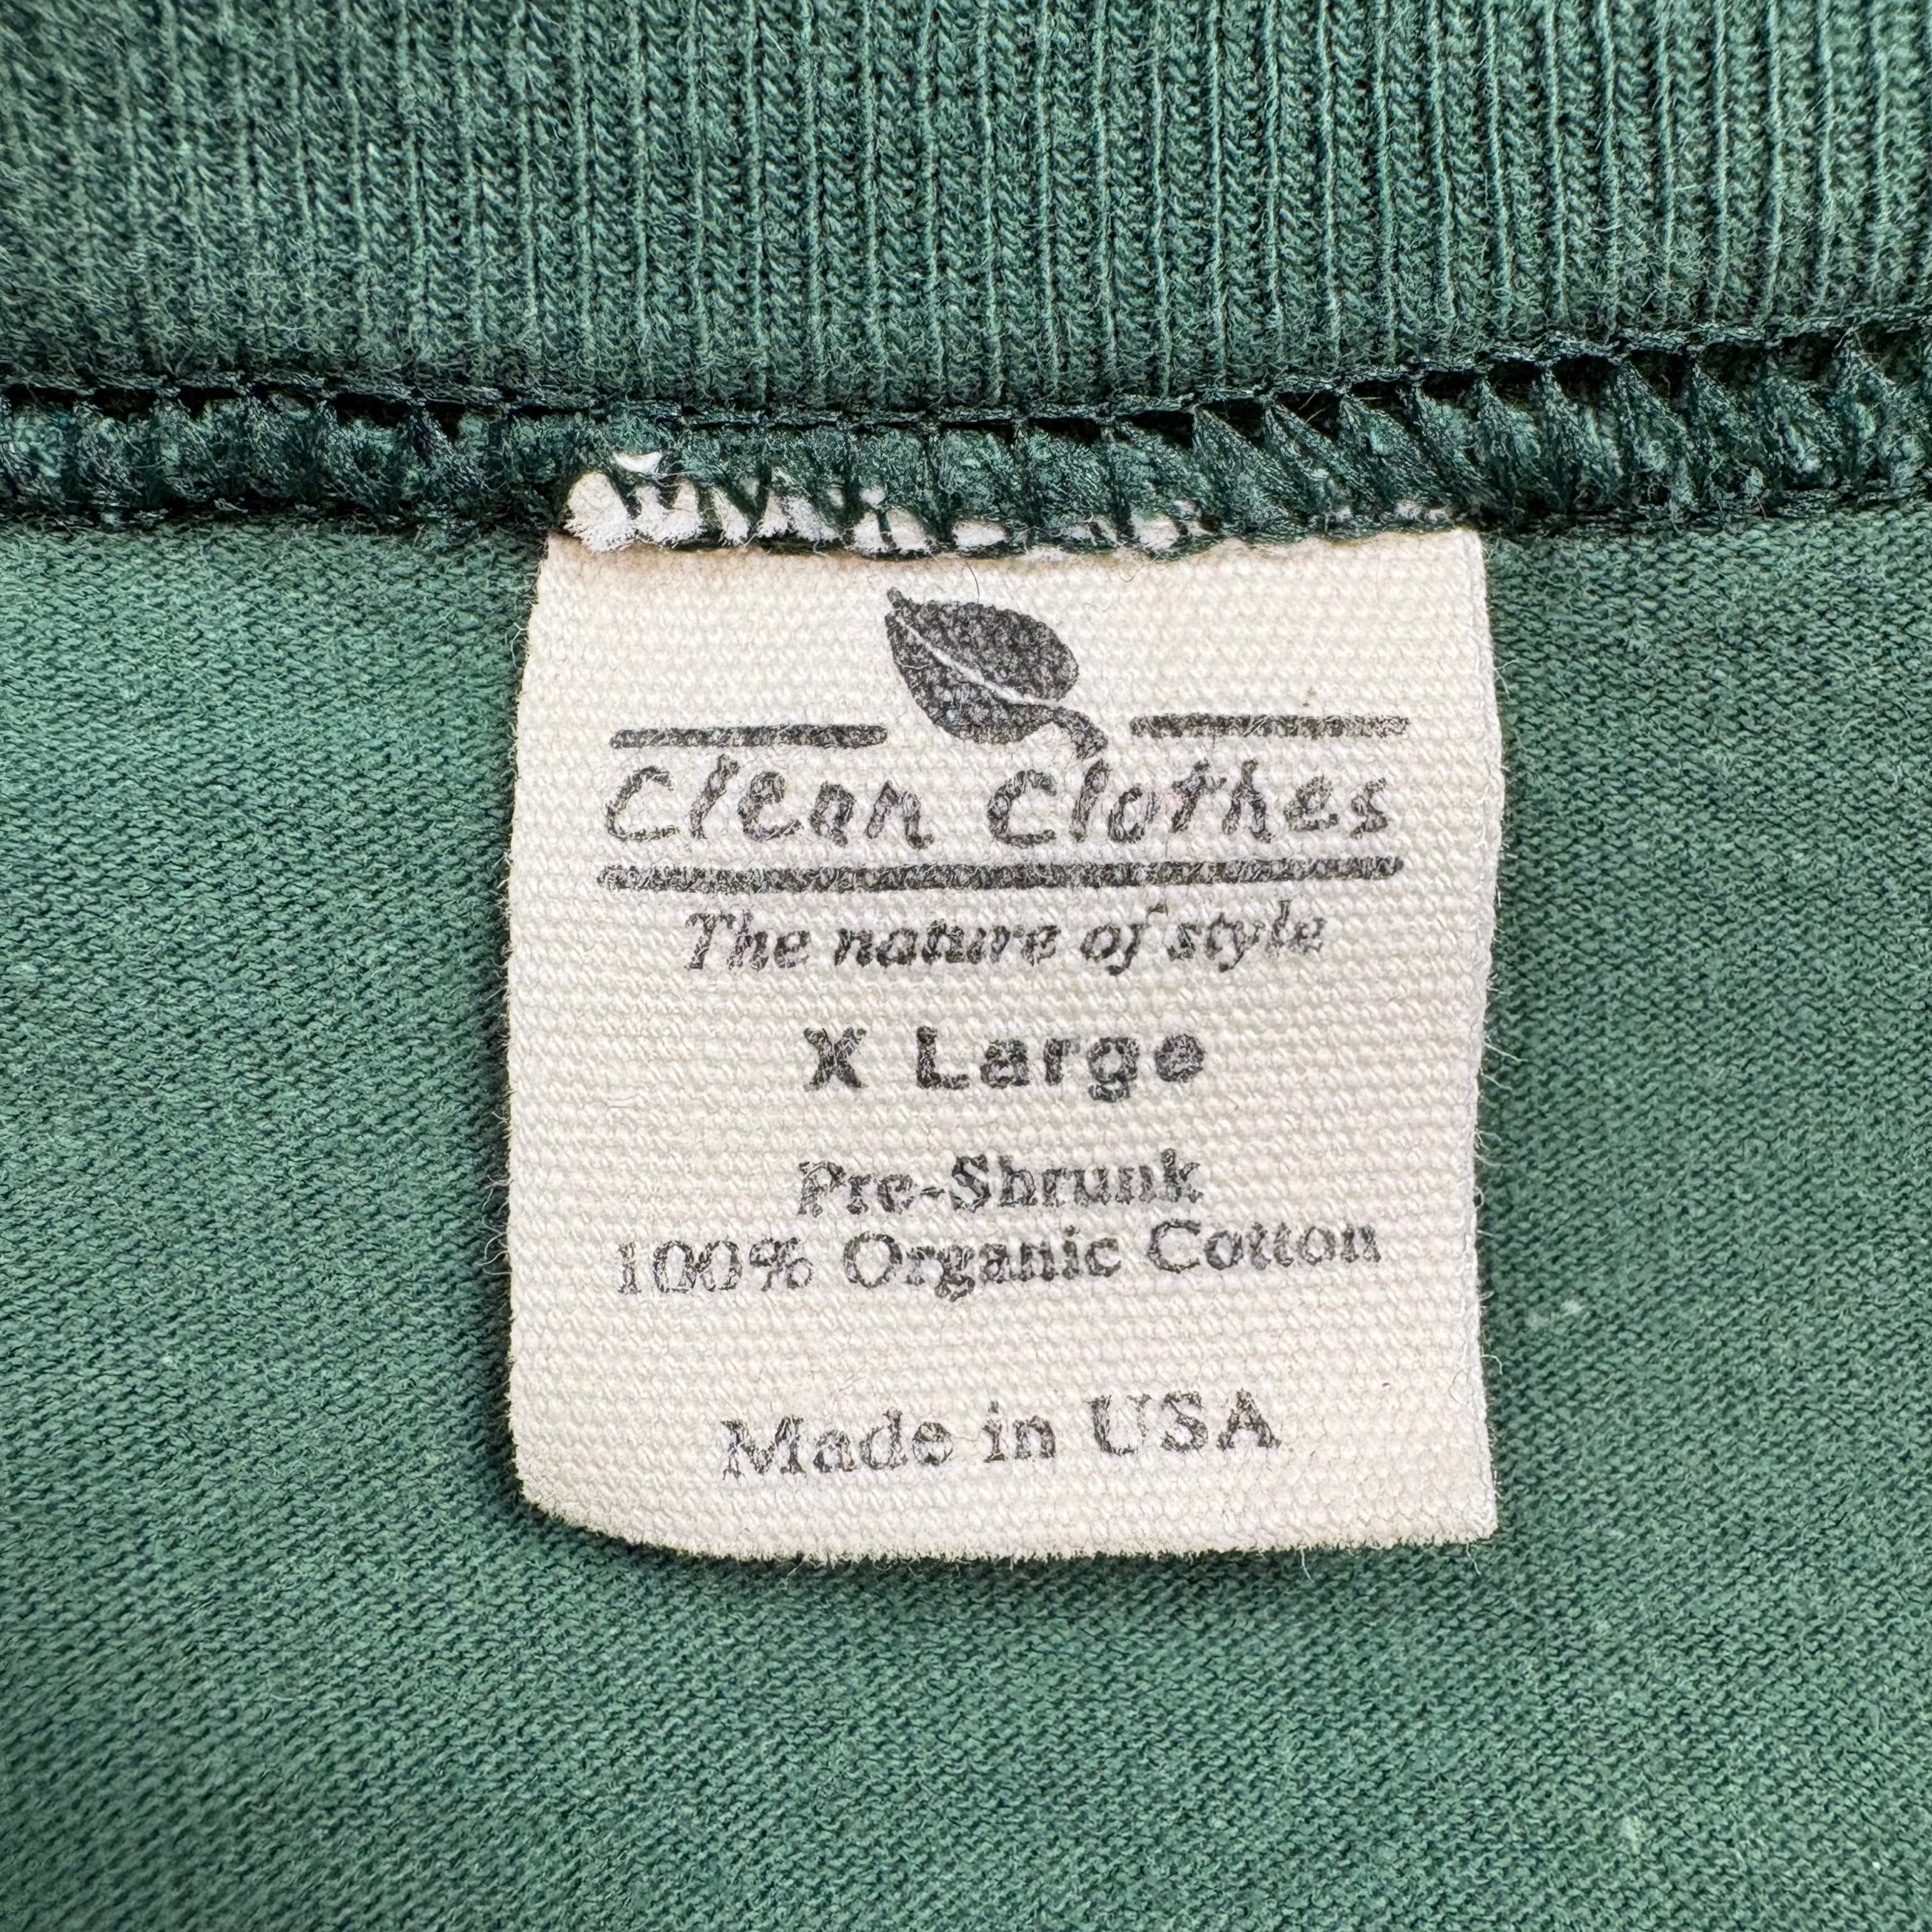 Clean Clothes
The nature of style
X Large
Pre-Shrunk
100% Organic Cotton
Made in USA